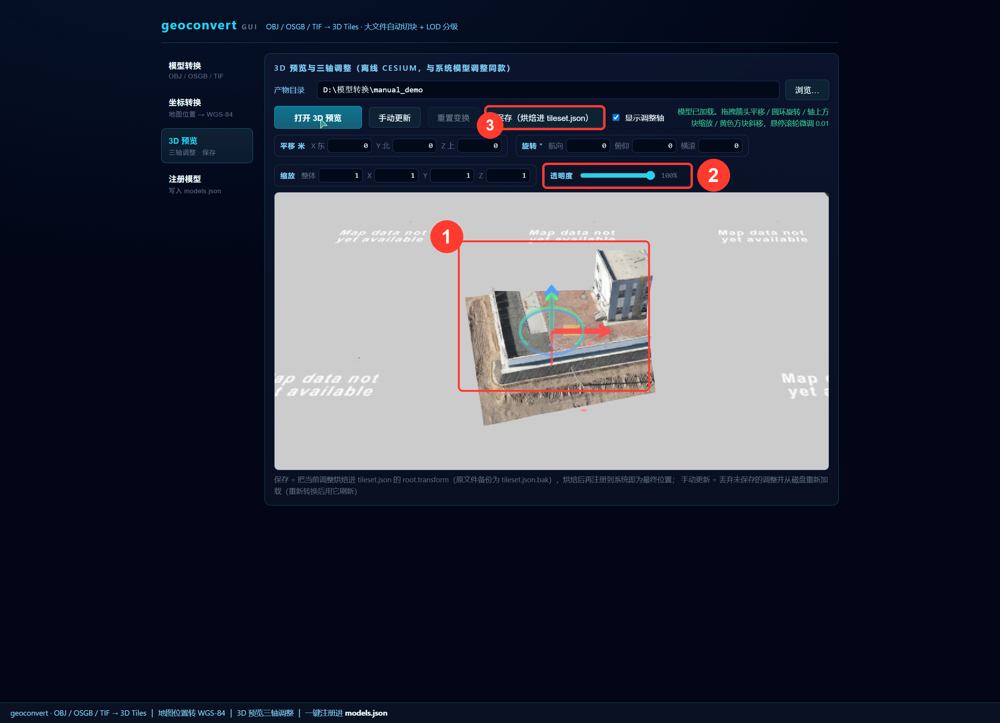 geoconvert GUI OBJ / OSGB / TIF → 3D Tiles · 大文件自动切块 + LOD 分级
模型转换
OBJ / OSGB / TIF
坐标转换
地图位置 → WGS-84
3D 预览
三轴调整 · 保存
注册模型
写入 models.json
3D 预览与三轴调整（离线 CESIUM，与系统模型调整同款）
产物目录 D:\模型转换\manual_demo 浏览...
打开 3D 预览 手动更新 重置变换 3 存（烘焙进 tileset.json） 显示调整轴
模型已加载。拖拽箭头平移 / 圆环旋转 / 轴上方
块缩放 / 黄色方块斜移，悬停滚轮微调 0.01
平移 米 X 东 0 Y 北 0 Z 上 0 旋转 ° 航向 0 俯仰 0 横滚 0
缩放 整体 1 X 1 Y 1 Z 1 透明度 100% 2
1
Map data not
yet available
Map data not
yet available
Map data not
yet available
ap data not
t available
Map
yet a
保存 = 把当前调整烘焙进 tileset.json 的 root.transform（原文件备份为 tileset.json.bak），烘焙后再注册到系统即为最终位置； 手动更新 = 丢弃未保存的调整并从磁盘重新加
载（重新转换后用它刷新）
geoconvert · OBJ / OSGB / TIF → 3D Tiles | 地图位置转 WGS-84 | 3D 预览三轴调整 | 一键注册进 models.json